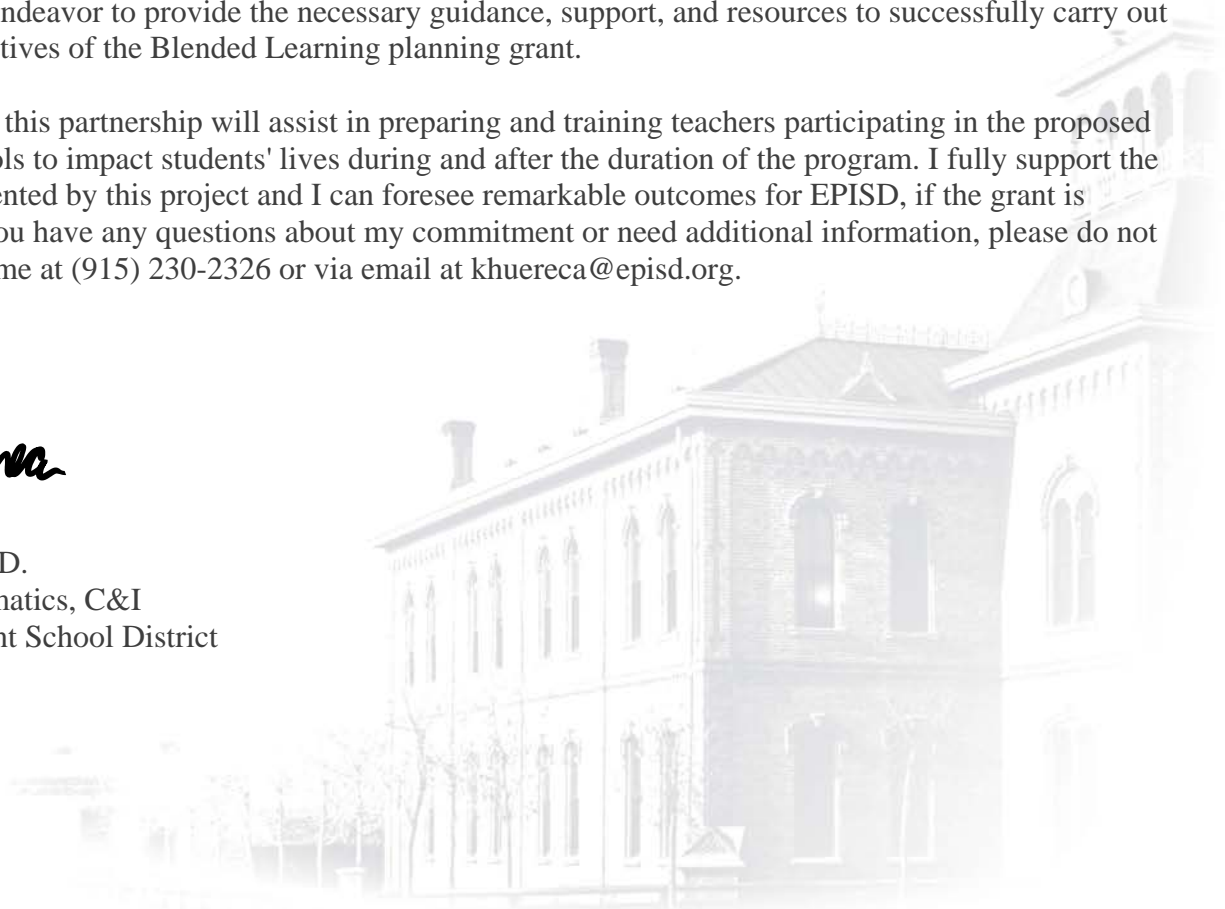 ndeavor to provide the necessary guidance, support, and resources to successfully carry out
tives of the Blended Learning planning grant.
this partnership will assist in preparing and training teachers participating in the proposed
ols to impact students' lives during and after the duration of the program. I fully support the
ented by this project and I can foresee remarkable outcomes for EPISD, if the grant is
ou have any questions about my commitment or need additional information, please do not
me at (915) 230-2326 or via email at khuereca@episd.org.
D.
natics, C&I
nt School District